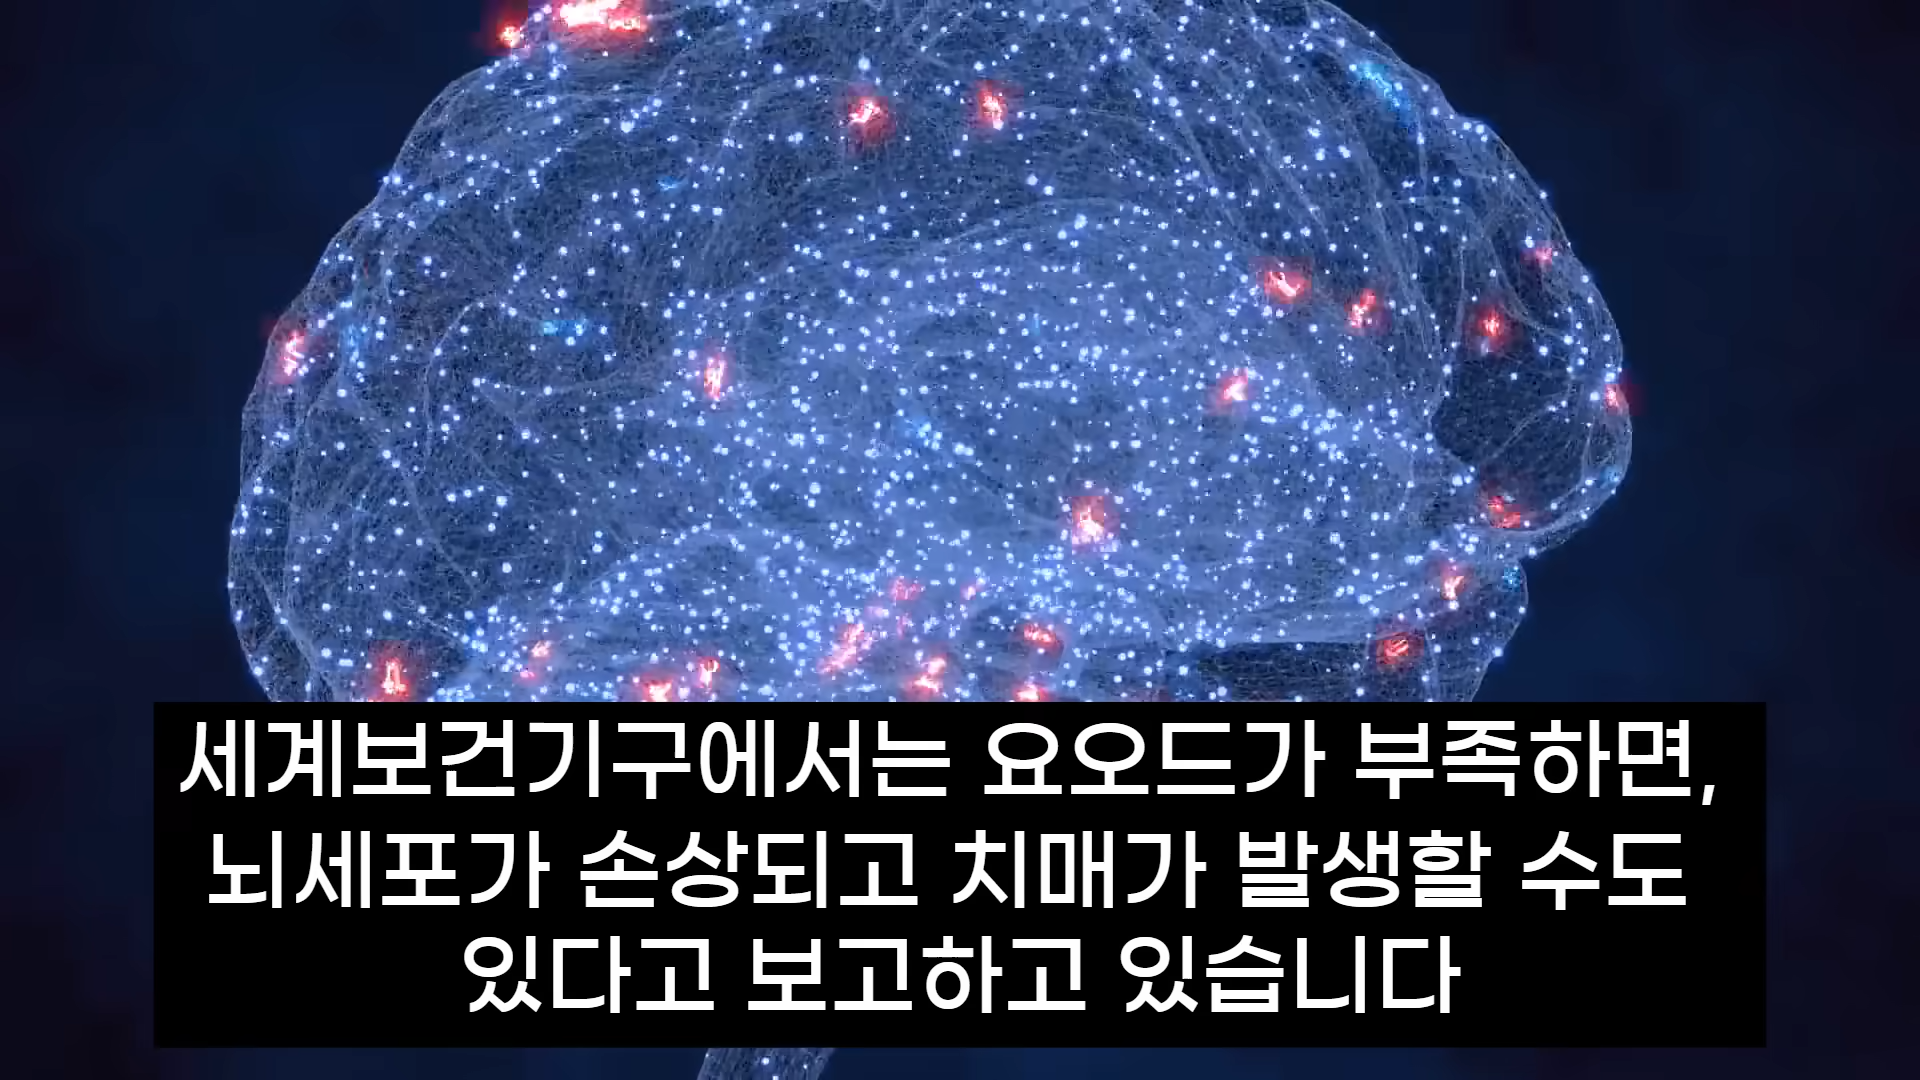 세계보건기구에서는 요오드가 부족하면,
뇌세포가 손상되고 치매가 발생할 수도
있다고 보고하고 있습니다